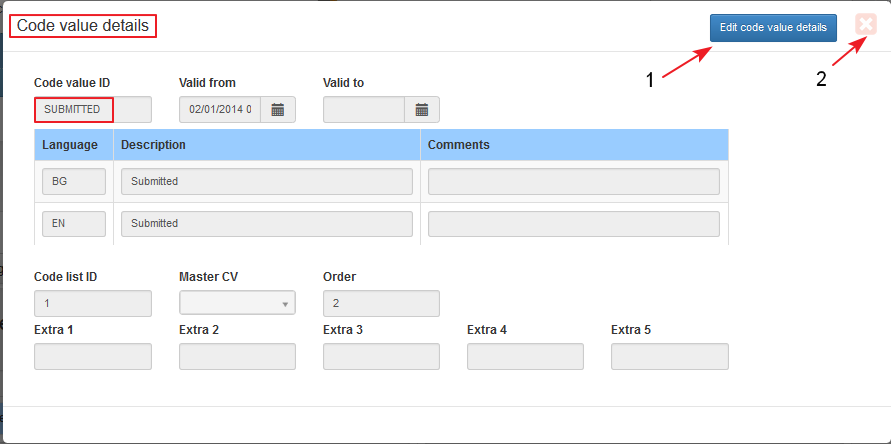 Code value details
Edit code value details
1
2
Code value ID Valid from Valid to
SUBMITTED 02/01/2014 0
Language Description Comments
BG Submitted
EN Submitted
Code list ID Master CV Order
1 2
Extra 1 Extra 2 Extra 3 Extra 4 Extra 5